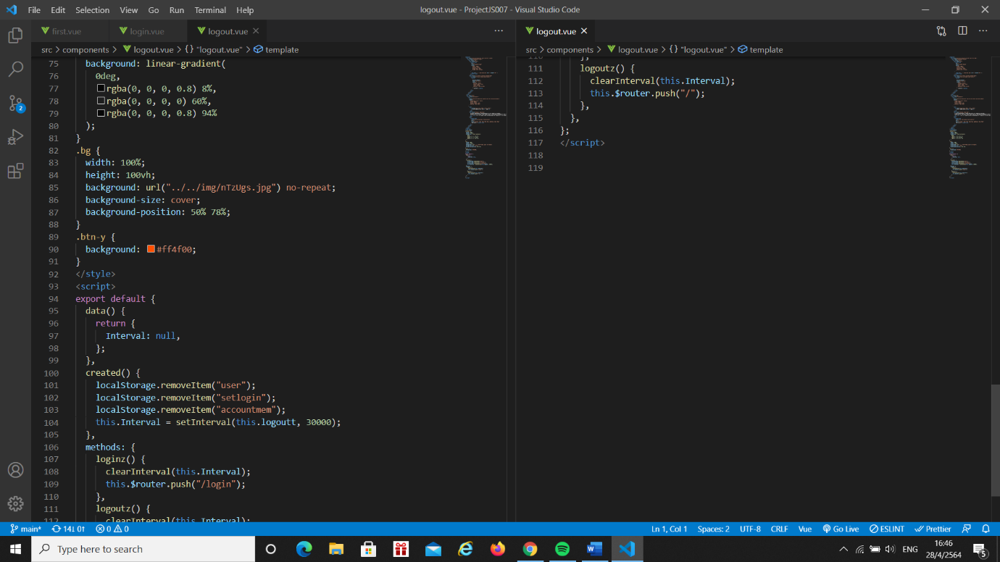 File Edit Selection View Go Run Terminal Help
logout.vue - ProjectJS007 - Visual Studio Code
first.vue login.vue logout.vue
src > components > logout.vue > {} "logout.vue" > template
75 background: linear-gradient(
76 0deg,
77 rgba(0, 0, 0, 0.8) 8%,
78 rgba(0, 0, 0, 0) 60%,
79 rgba(0, 0, 0, 0.8) 94%
80 );
81 }
82 .bg {
83 width: 100%;
84 height: 100vh;
85 background: url("../../img/nTzUgs.jpg") no-repeat;
86 background-size: cover;
87 background-position: 50% 78%;
88 }
89 .btn-y {
90 background: #ff4f00;
91 }
92 </style>
93 <script>
94 export default {
95 data() {
96 return {
97 Interval: null,
98 };
99 },
100 created() {
101 localStorage.removeItem("user");
102 localStorage.removeItem("setlogin");
103 localStorage.removeItem("accountmem");
104 this.Interval = setInterval(this.logoutt, 30000);
105 },
106 methods: {
107 loginz() {
108 clearInterval(this.Interval);
109 this.$router.push("/login");
110 },
111 logoutz() {
112 clearInterval(this.Interval);
logout.vue
src > components > logout.vue > {} "logout.vue" > template
110 },
111 logoutz() {
112 clearInterval(this.Interval);
113 this.$router.push("/");
114 },
115 },
116 };
117 </script>
118
119
2
main* 14↓ 0↑ 0 0
Ln 1, Col 1 Spaces: 2 UTF-8 CRLF Vue Go Live ESLINT Prettier
Type here to search
ENG
16:46
28/4/2564
5